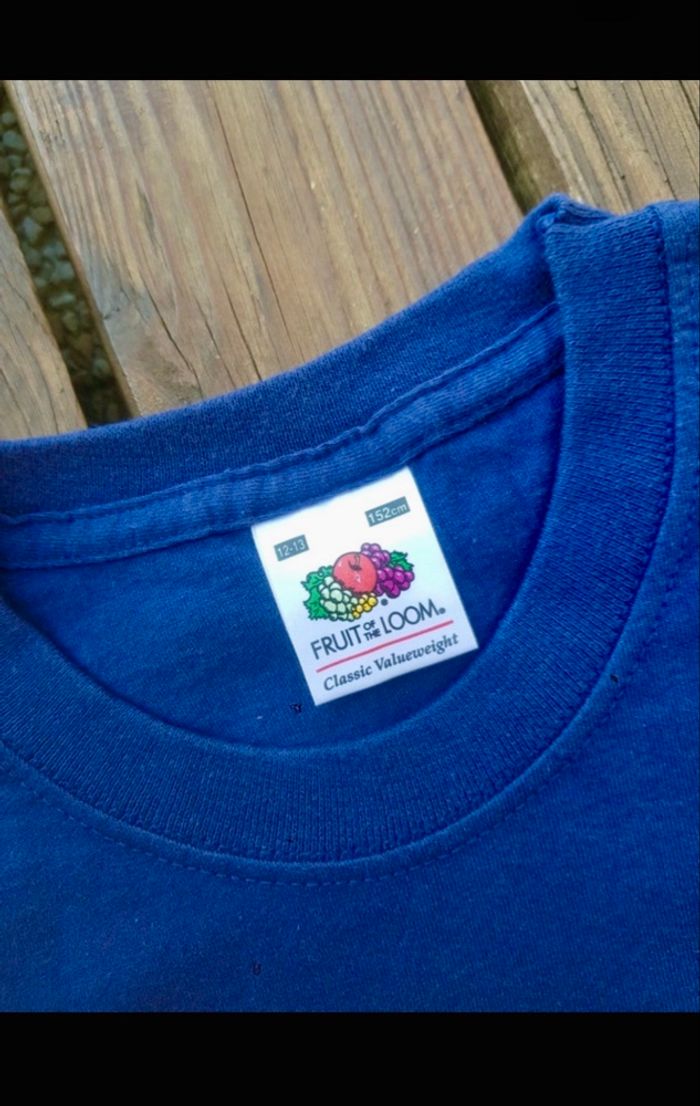 12-13
152cm
FRUIT OF THE LOOM®
Classic Valueweight